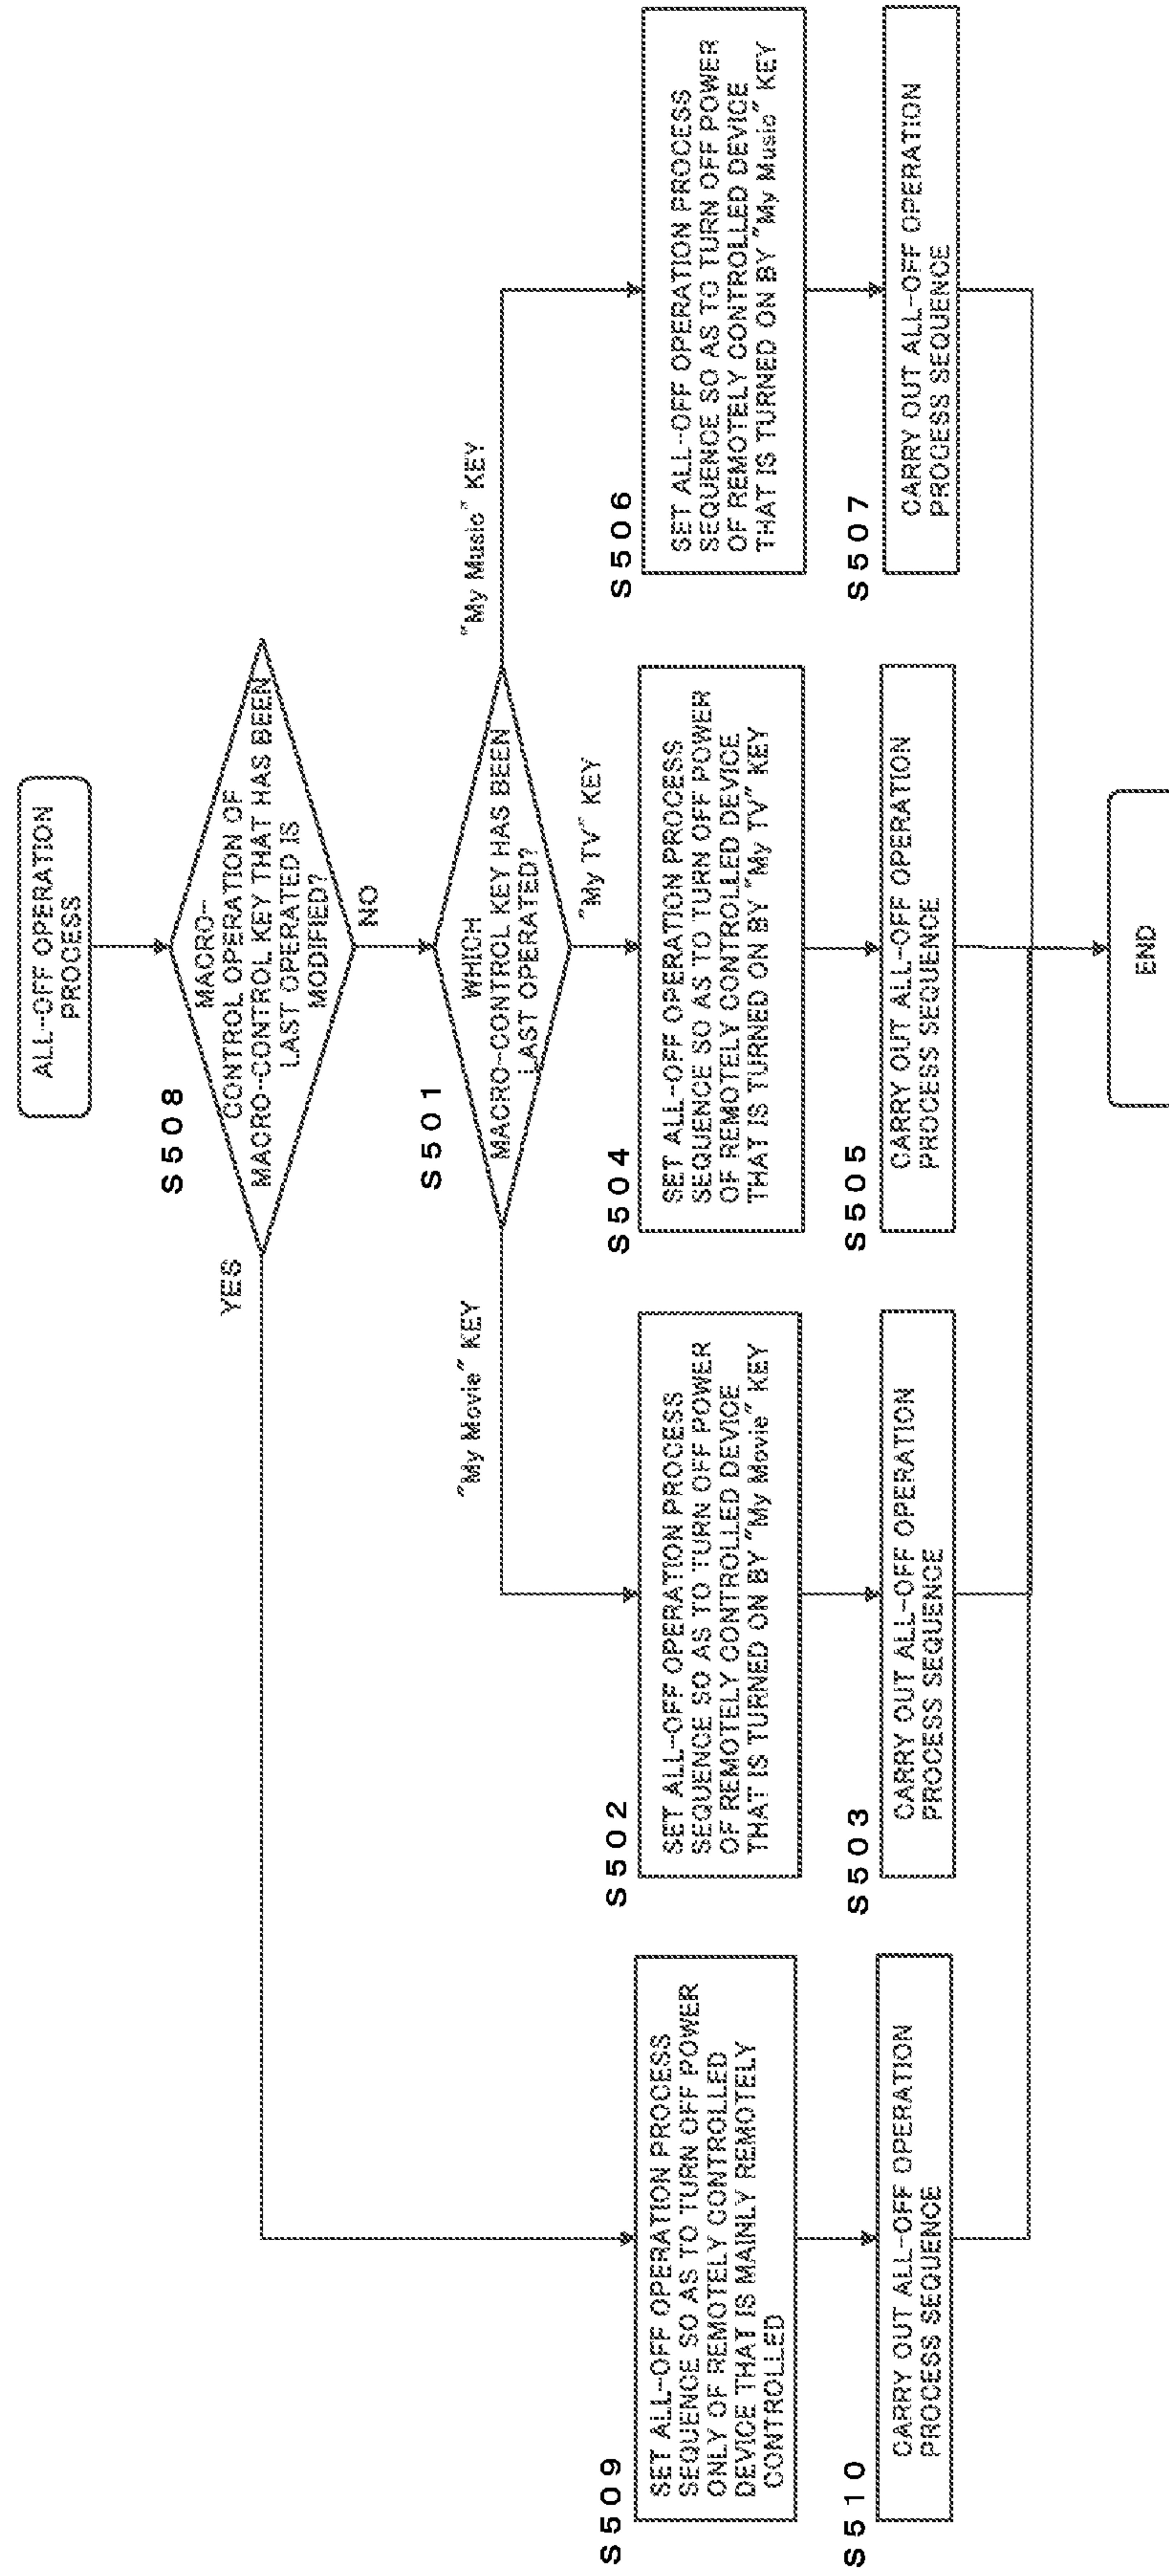 ALL-OFF OPERATION
PROCESS
S508
MACRO-
CONTROL OPERATION OF
MACRO-CONTROL KEY THAT HAS BEEN
LAST OPERATED IS
MODIFIED?
YES
NO
S501
WHICH
MACRO-CONTROL KEY HAS BEEN
LAST OPERATED?
"My Movie" KEY
"My TV" KEY
"My Music" KEY
S509
SET ALL-OFF OPERATION PROCESS
SEQUENCE SO AS TO TURN OFF POWER
ONLY OF REMOTELY CONTROLLED
DEVICE THAT IS MAINLY REMOTELY
CONTROLLED
S502
SET ALL-OFF OPERATION PROCESS
SEQUENCE SO AS TO TURN OFF POWER
OF REMOTELY CONTROLLED DEVICE
THAT IS TURNED ON BY "My Movie" KEY
S504
SET ALL-OFF OPERATION PROCESS
SEQUENCE SO AS TO TURN OFF POWER
OF REMOTELY CONTROLLED DEVICE
THAT IS TURNED ON BY "My TV" KEY
S506
SET ALL-OFF OPERATION PROCESS
SEQUENCE SO AS TO TURN OFF POWER
OF REMOTELY CONTROLLED DEVICE
THAT IS TURNED ON BY "My Music" KEY
S510
CARRY OUT ALL-OFF OPERATION
PROCESS SEQUENCE
S503
CARRY OUT ALL-OFF OPERATION
PROCESS SEQUENCE
S505
CARRY OUT ALL-OFF OPERATION
PROCESS SEQUENCE
S507
CARRY OUT ALL-OFF OPERATION
PROCESS SEQUENCE
END